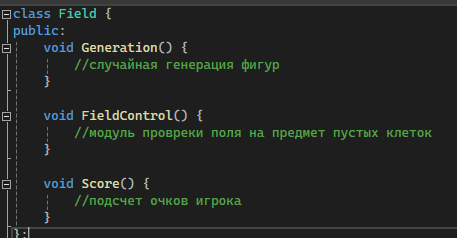 class Field {
public:
void Generation() {
//случайная генерация фигур
}
void FieldControl() {
//модуль провреки поля на предмет пустых клеток
}
void Score() {
//подсчет очков игрока
}
};